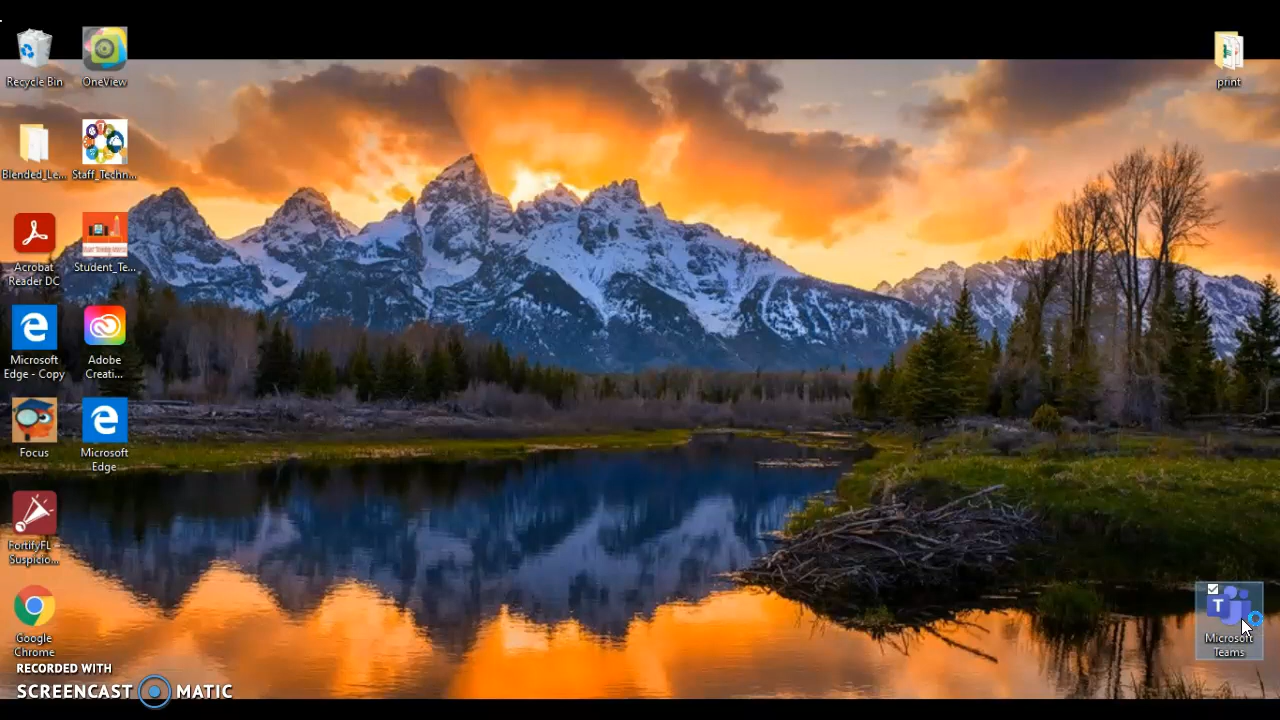 Recycle Bin
OneView
print
Blended_Le...
Staff_Techn...
Acrobat
Reader DC
Student_Te...
Microsoft
Edge - Copy
Adobe
Creati...
Focus
Microsoft
Edge
FortifyFL -
Suspicio...
Google
Chrome
T
Microsoft
Teams
RECORDED WITH
SCREENCAST MATIC